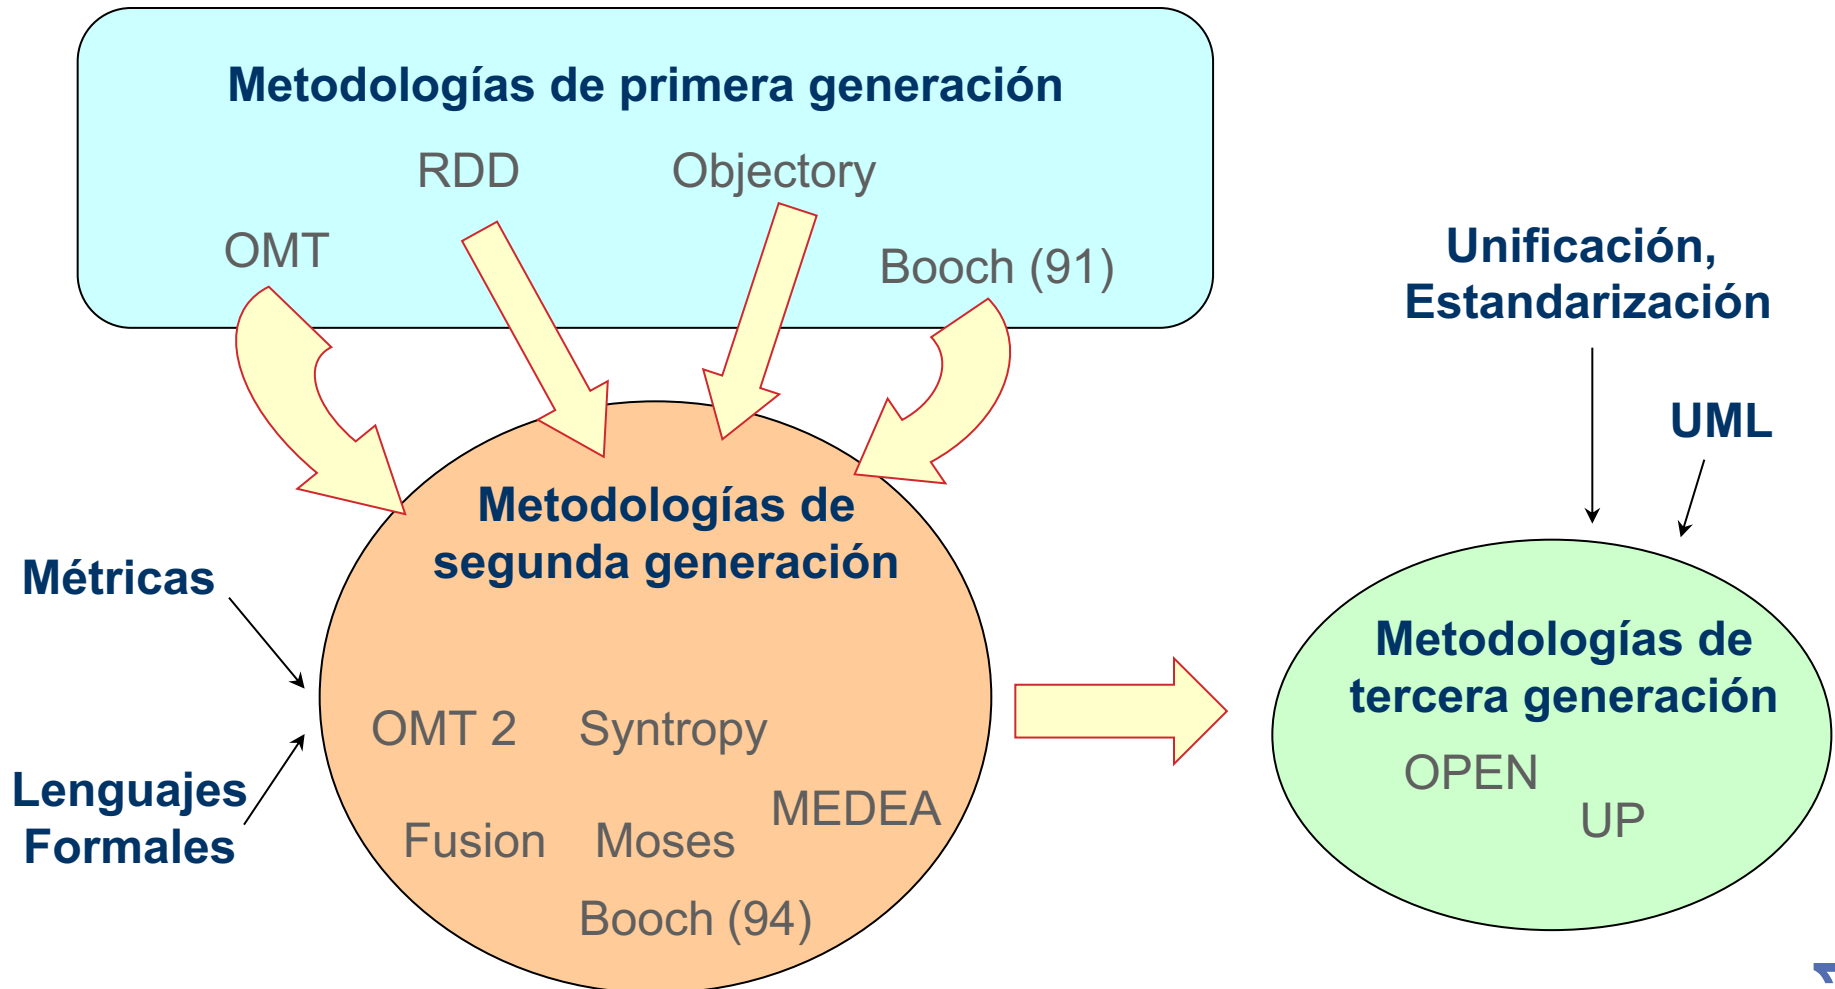 Metodologías de primera generación
RDD
Objectory
OMT
Booch (91)
Unificación,
Estandarización
UML
Metodologías de
segunda generación
Métricas
Lenguajes
Formales
OMT 2
Syntropy
MEDEA
Fusion
Moses
Booch (94)
Metodologías de
tercera generación
OPEN
UP